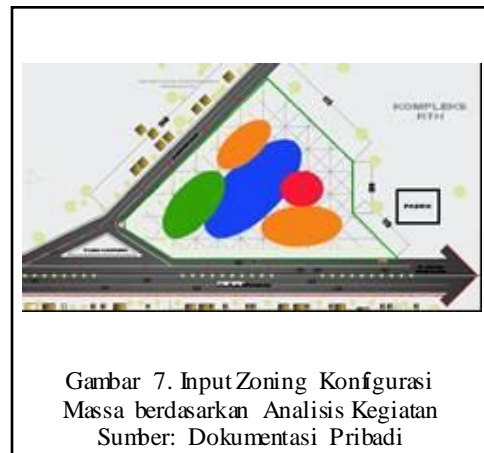 KOMPLEKS
RTH
PABRIK
Gambar 7. Input Zoning Konfigurasi
Massa berdasarkan Analisis Kegiatan
Sumber: Dokumentasi Pribadi